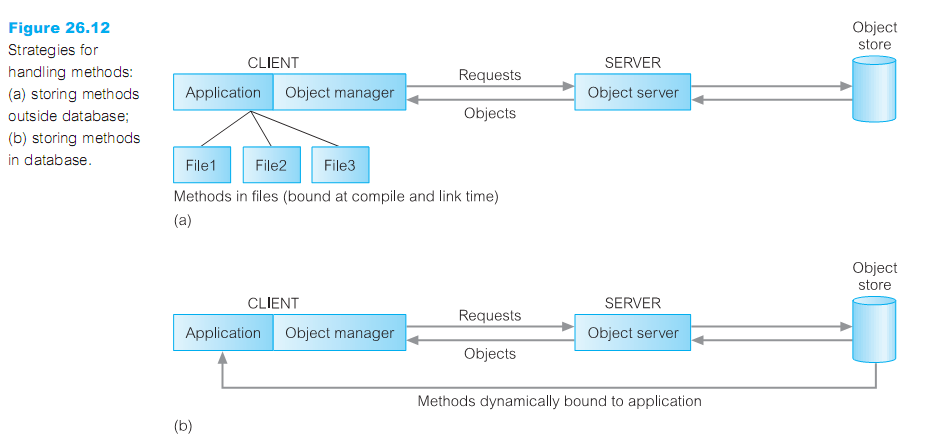 Figure 26.12
Strategies for
handling methods:
(a) storing methods
outside database;
(b) storing methods
in database.
Object
store
CLIENT
SERVER
Application
Object manager
Requests
Objects
Object server
File1
File2
File3
Methods in files (bound at compile and link time)
(a)
Object
store
CLIENT
SERVER
Application
Object manager
Requests
Objects
Object server
Methods dynamically bound to application
(b)